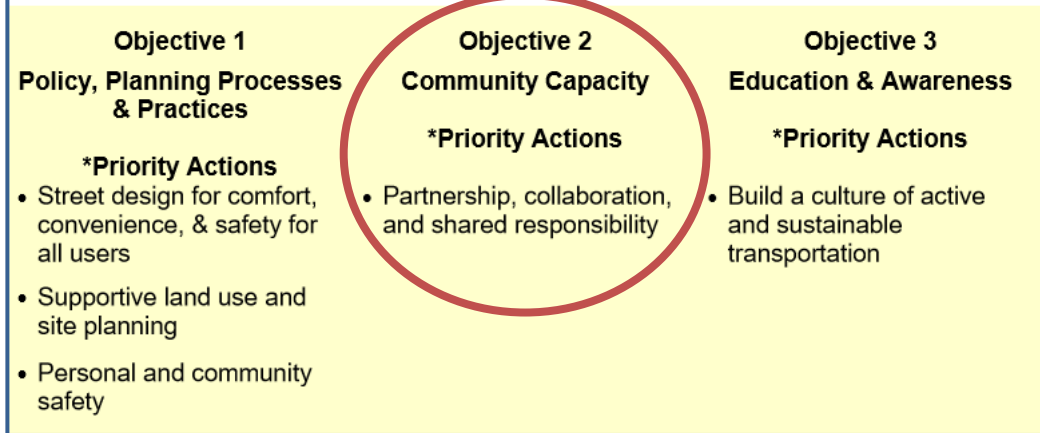 Objective 1
Policy, Planning Processes
& Practices
*Priority Actions
• Street design for comfort,
convenience, & safety for
all users
• Supportive land use and
site planning
• Personal and community
safety
Objective 2
Community Capacity
*Priority Actions
• Partnership, collaboration,
and shared responsibility
Objective 3
Education & Awareness
*Priority Actions
• Build a culture of active
and sustainable
transportation